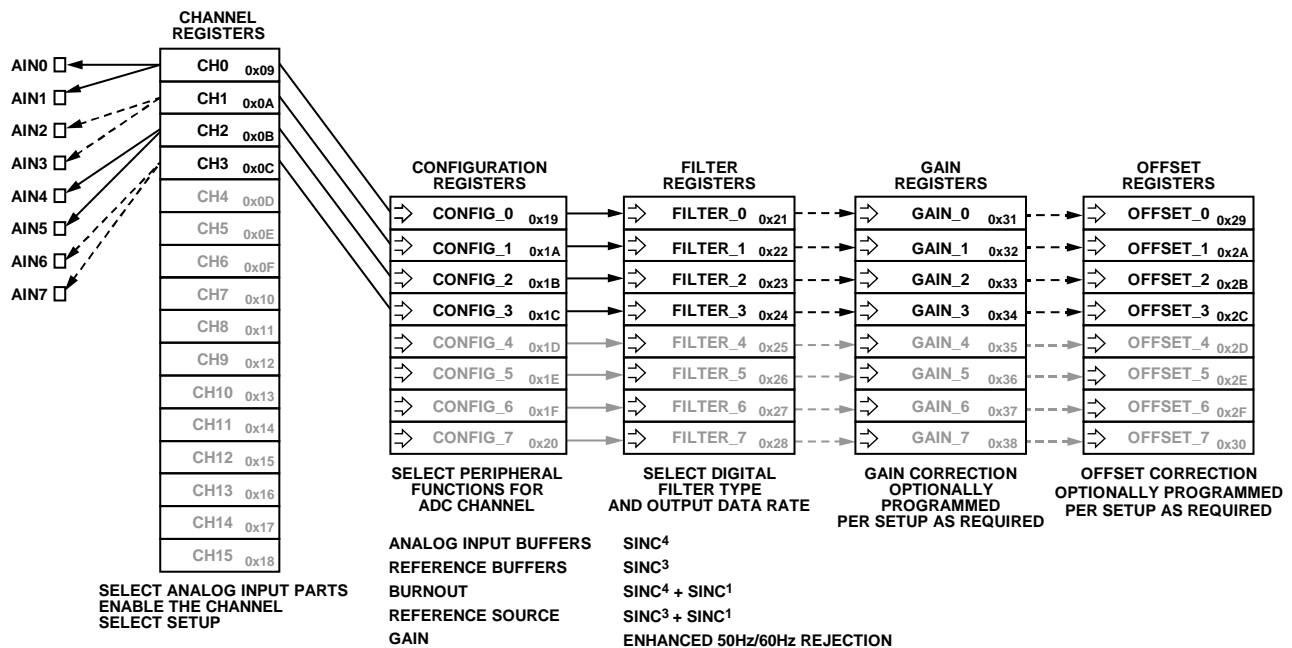 CHANNEL
REGISTERS
AIN0
AIN1
AIN2
AIN3
AIN4
AIN5
AIN6
AIN7
CH0 0x09
CH1 0x0A
CH2 0x0B
CH3 0x0C
CH4 0x0D
CH5 0x0E
CH6 0x0F
CH7 0x10
CH8 0x11
CH9 0x12
CH10 0x13
CH11 0x14
CH12 0x15
CH13 0x16
CH14 0x17
CH15 0x18
SELECT ANALOG INPUT PARTS
ENABLE THE CHANNEL
SELECT SETUP
CONFIGURATION
REGISTERS
CONFIG_0 0x19
CONFIG_1 0x1A
CONFIG_2 0x1B
CONFIG_3 0x1C
CONFIG_4 0x1D
CONFIG_5 0x1E
CONFIG_6 0x1F
CONFIG_7 0x20
SELECT PERIPHERAL
FUNCTIONS FOR
ADC CHANNEL
ANALOG INPUT BUFFERS
REFERENCE BUFFERS
BURNOUT
REFERENCE SOURCE
GAIN
FILTER
REGISTERS
FILTER_0 0x21
FILTER_1 0x22
FILTER_2 0x23
FILTER_3 0x24
FILTER_4 0x25
FILTER_5 0x26
FILTER_6 0x27
FILTER_7 0x28
SELECT DIGITAL
FILTER TYPE
AND OUTPUT DATA RATE
SINC⁴
SINC³
SINC⁴ + SINC¹
SINC³ + SINC¹
ENHANCED 50Hz/60Hz REJECTION
GAIN
REGISTERS
GAIN_0 0x31
GAIN_1 0x32
GAIN_2 0x33
GAIN_3 0x34
GAIN_4 0x35
GAIN_5 0x36
GAIN_6 0x37
GAIN_7 0x38
GAIN CORRECTION
OPTIONALLY
PROGRAMMED
PER SETUP AS REQUIRED
OFFSET
REGISTERS
OFFSET_0 0x29
OFFSET_1 0x2A
OFFSET_2 0x2B
OFFSET_3 0x2C
OFFSET_4 0x2D
OFFSET_5 0x2E
OFFSET_6 0x2F
OFFSET_7 0x30
OFFSET CORRECTION
OPTIONALLY PROGRAMMED
PER SETUP AS REQUIRED